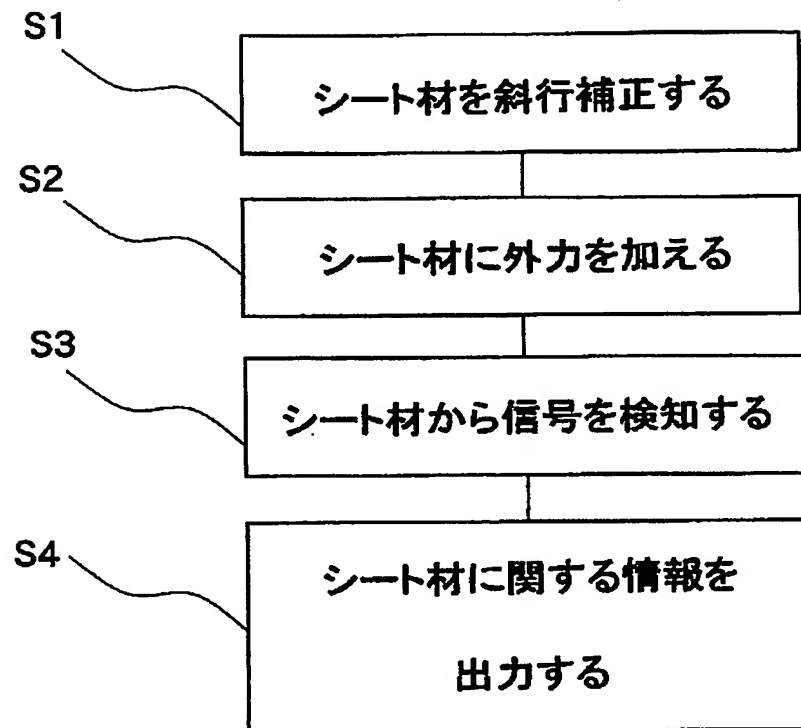 S1
シート材を斜行補正する
S2
シート材に外力を加える
S3
シート材から信号を検知する
S4
シート材に関する情報を
出力する